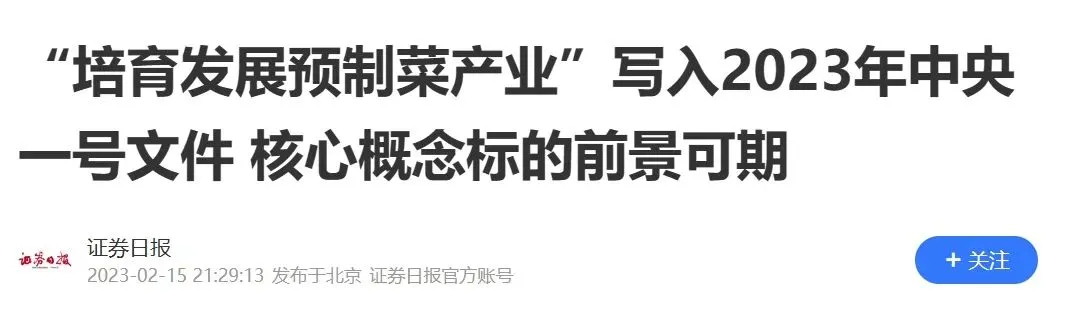 “培育发展预制菜产业”写入2023年中央
一号文件 核心概念标的前景可期
证券日报
证券日报
2023-02-15 21:29:13 发布于北京 证券日报官方账号
+ 关注